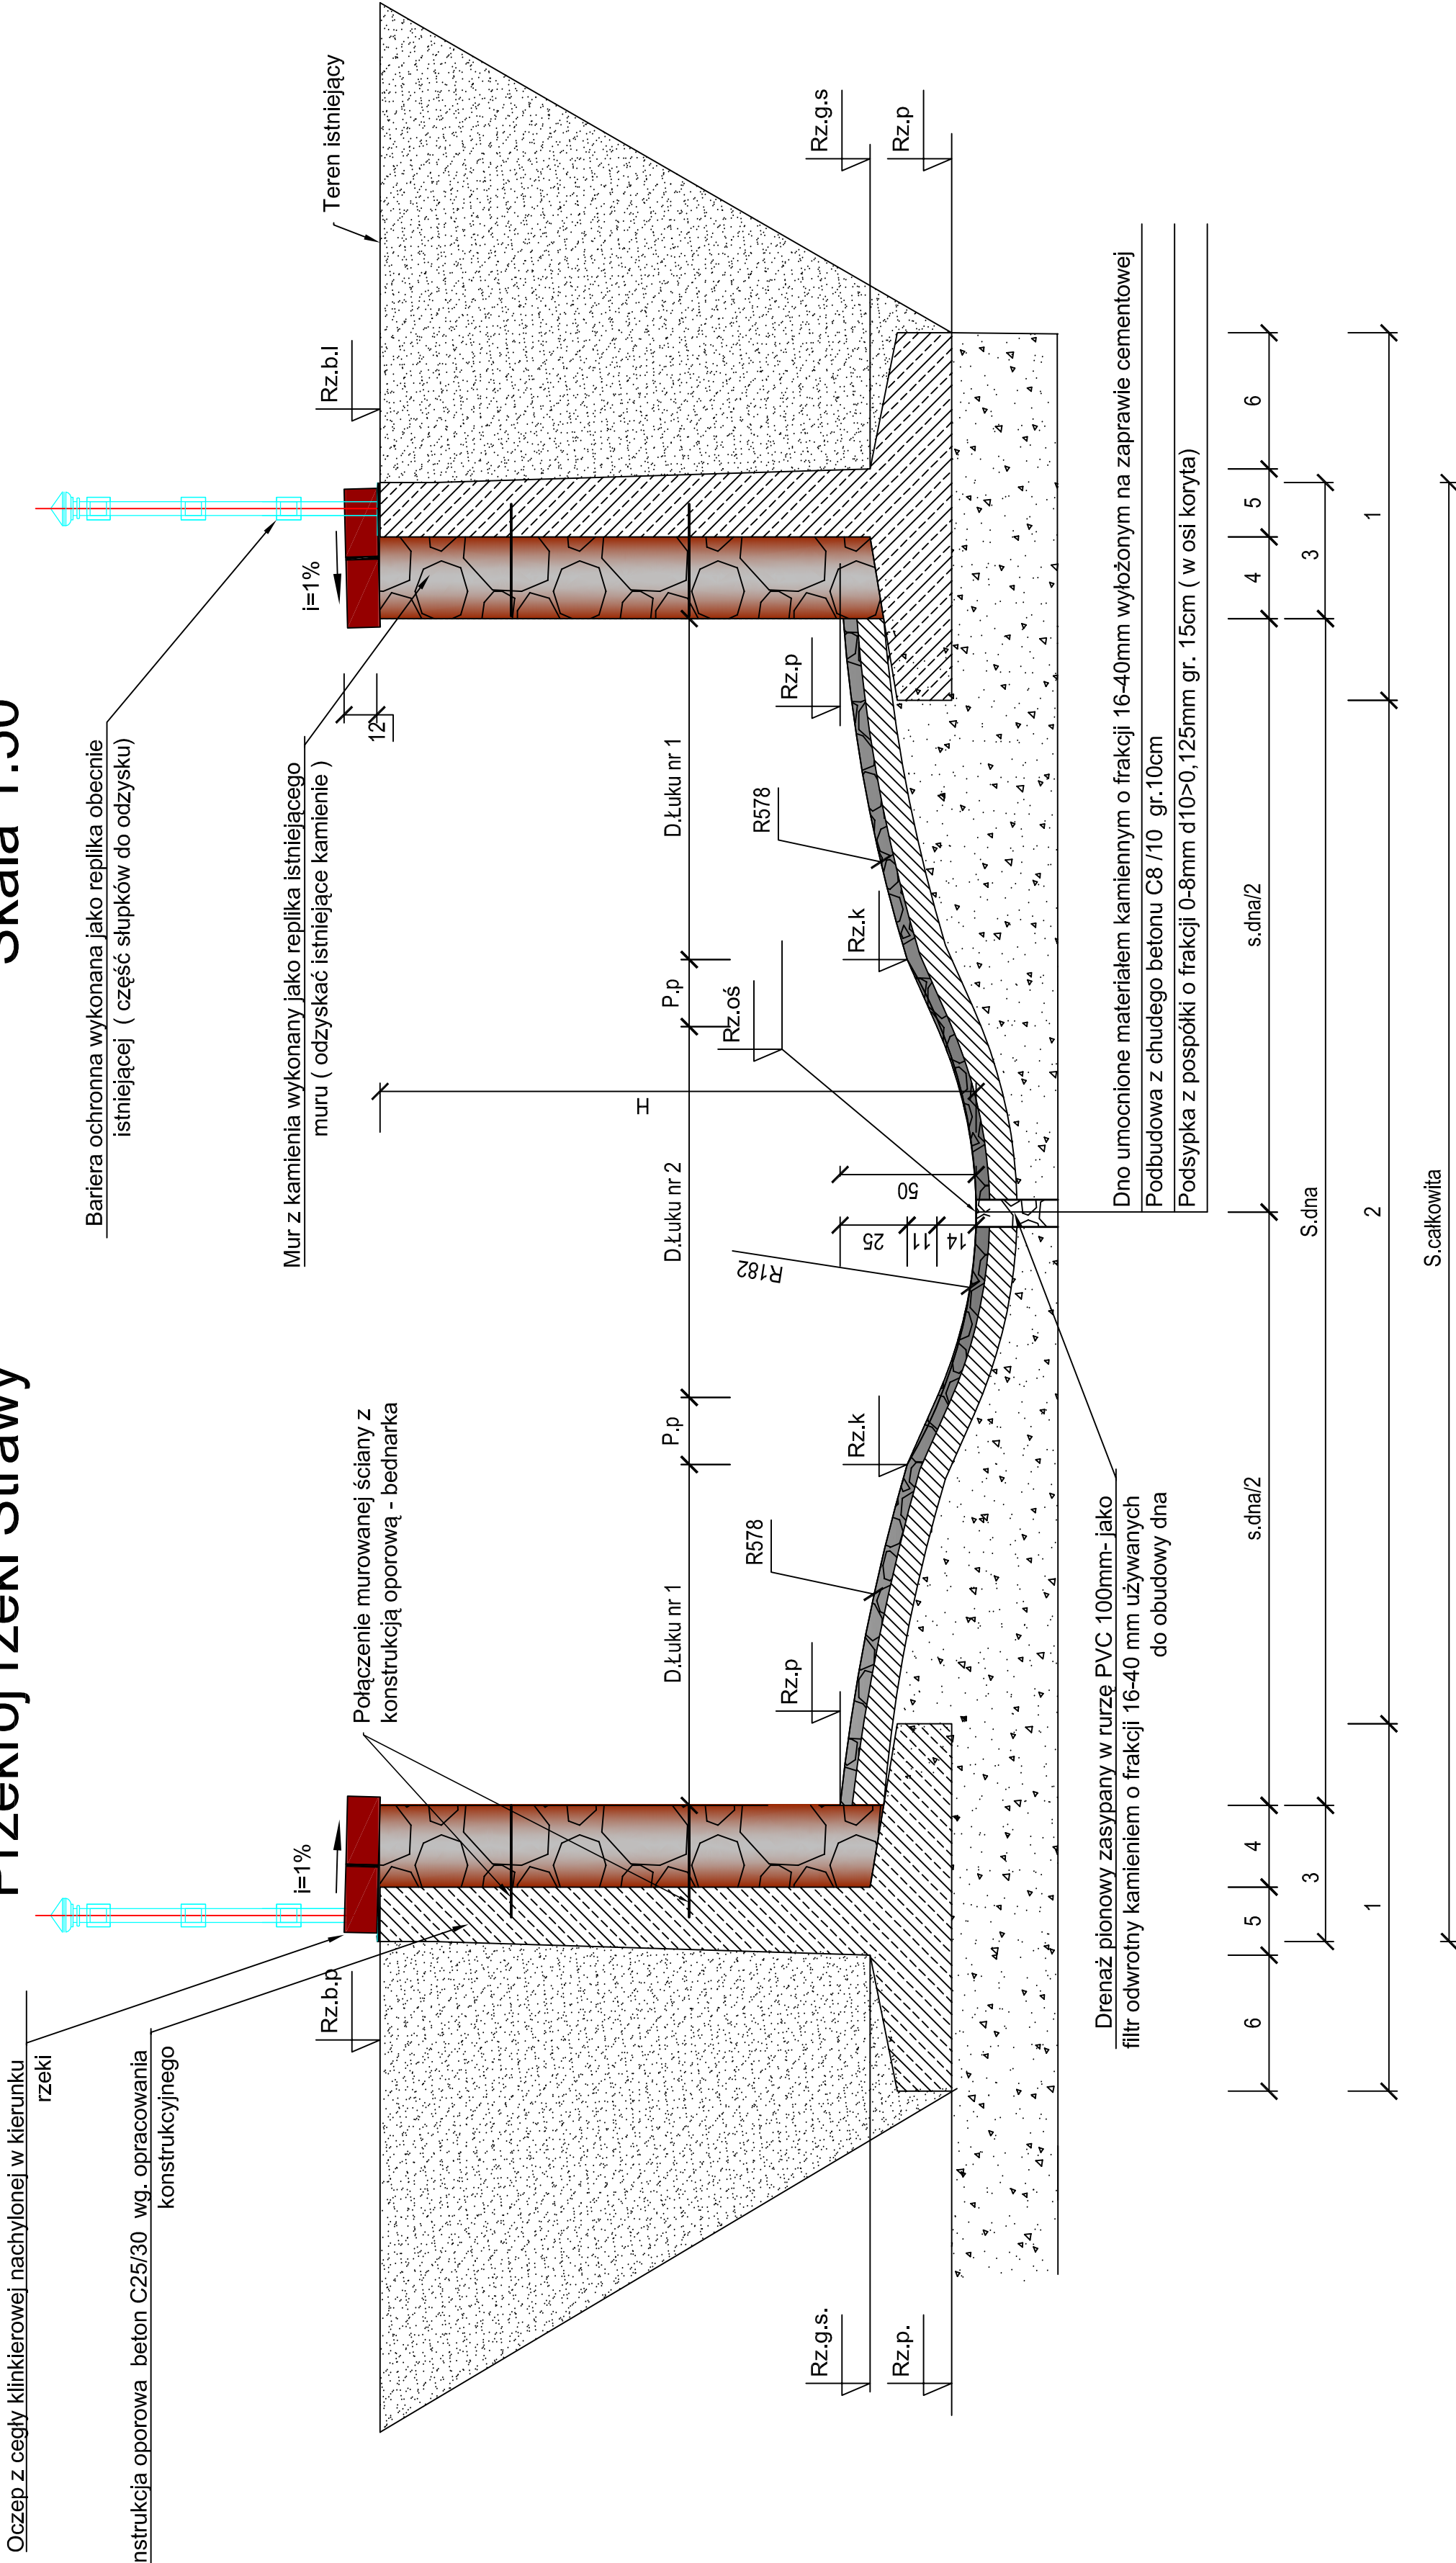 Przekrój rzeki Strawy
Skala 1:50
Oczep z cegły klinkierowej nachylonej w kierunku
rzeki
nstrukcja oporowa beton C25/30 wg. opracowania
konstrukcyjnego
Bariera ochronna wykonana jako replika obecnie
istniejącej ( część słupków do odzysku)
Mur z kamienia wykonany jako replika istniejącego
muru ( odzyskać istniejące kamienie )
Połączenie murowanej ściany z
konstrukcją oporową - bednarka
Teren istniejący
Rz.b.p
Rz.b.l
i=1%
i=1%
12
H
D.Łuku nr 1
P.p
D.Łuku nr 2
P.p
D.Łuku nr 1
Rz.oś
R578
R182
R578
Rz.p
Rz.k
Rz.k
Rz.p
50
25
11
14
Rz.g.s.
Rz.p.
Rz.g.s
Rz.p
Drenaż pionowy zasypany w rurzę PVC 100mm- jako
filtr odwrotny kamieniem o frakcji 16-40 mm używanych
do obudowy dna
Dno umocnione materiałem kamiennym o frakcji 16-40mm wyłożonym na zaprawie cementowej
Podbudowa z chudego betonu C8 /10 gr.10cm
Podsypka z pospółki o frakcji 0-8mm d10>0,125mm gr. 15cm ( w osi koryta)
6
5
4
s.dna/2
s.dna/2
4
5
6
3
S.dna
3
1
2
1
S.całkowita